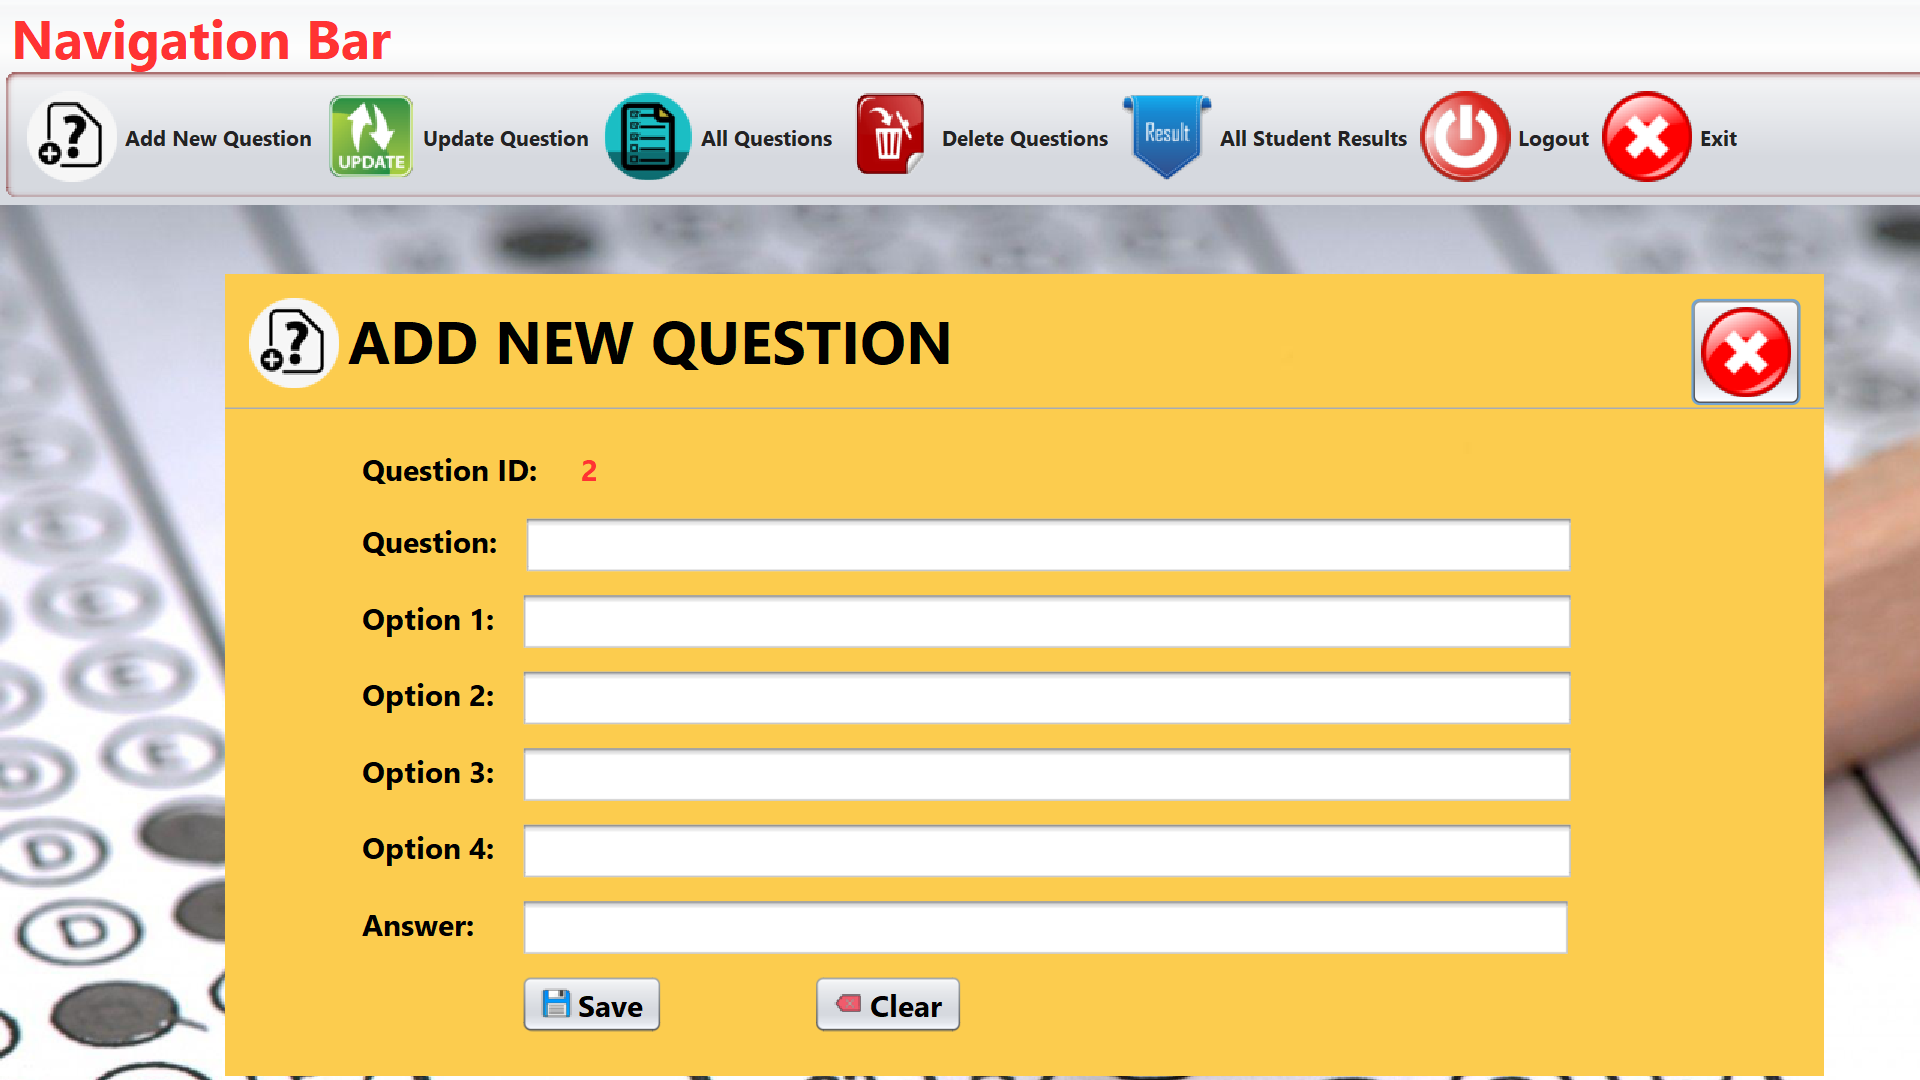 Navigation Bar
Add New Question
UPDATE
Update Question
All Questions
Delete Questions
Result
All Student Results
Logout
Exit
ADD NEW QUESTION
Question ID: 2
Question:
Option 1:
Option 2:
Option 3:
Option 4:
Answer:
Save
Clear
D
D